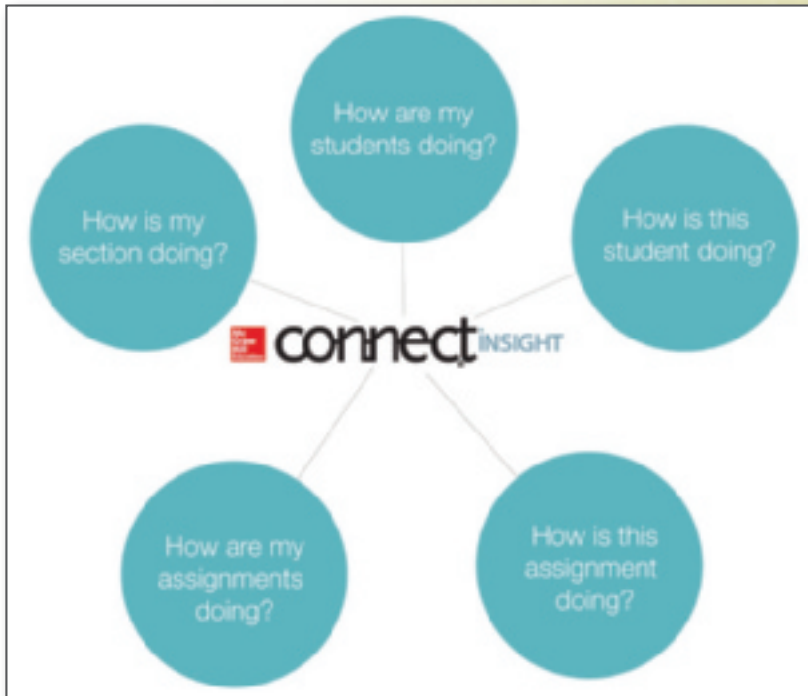 How are my
students doing?
How is my
section doing?
How is this
student doing?
connect INSIGHT
How are my
assignments
doing?
How is this
assignment
doing?